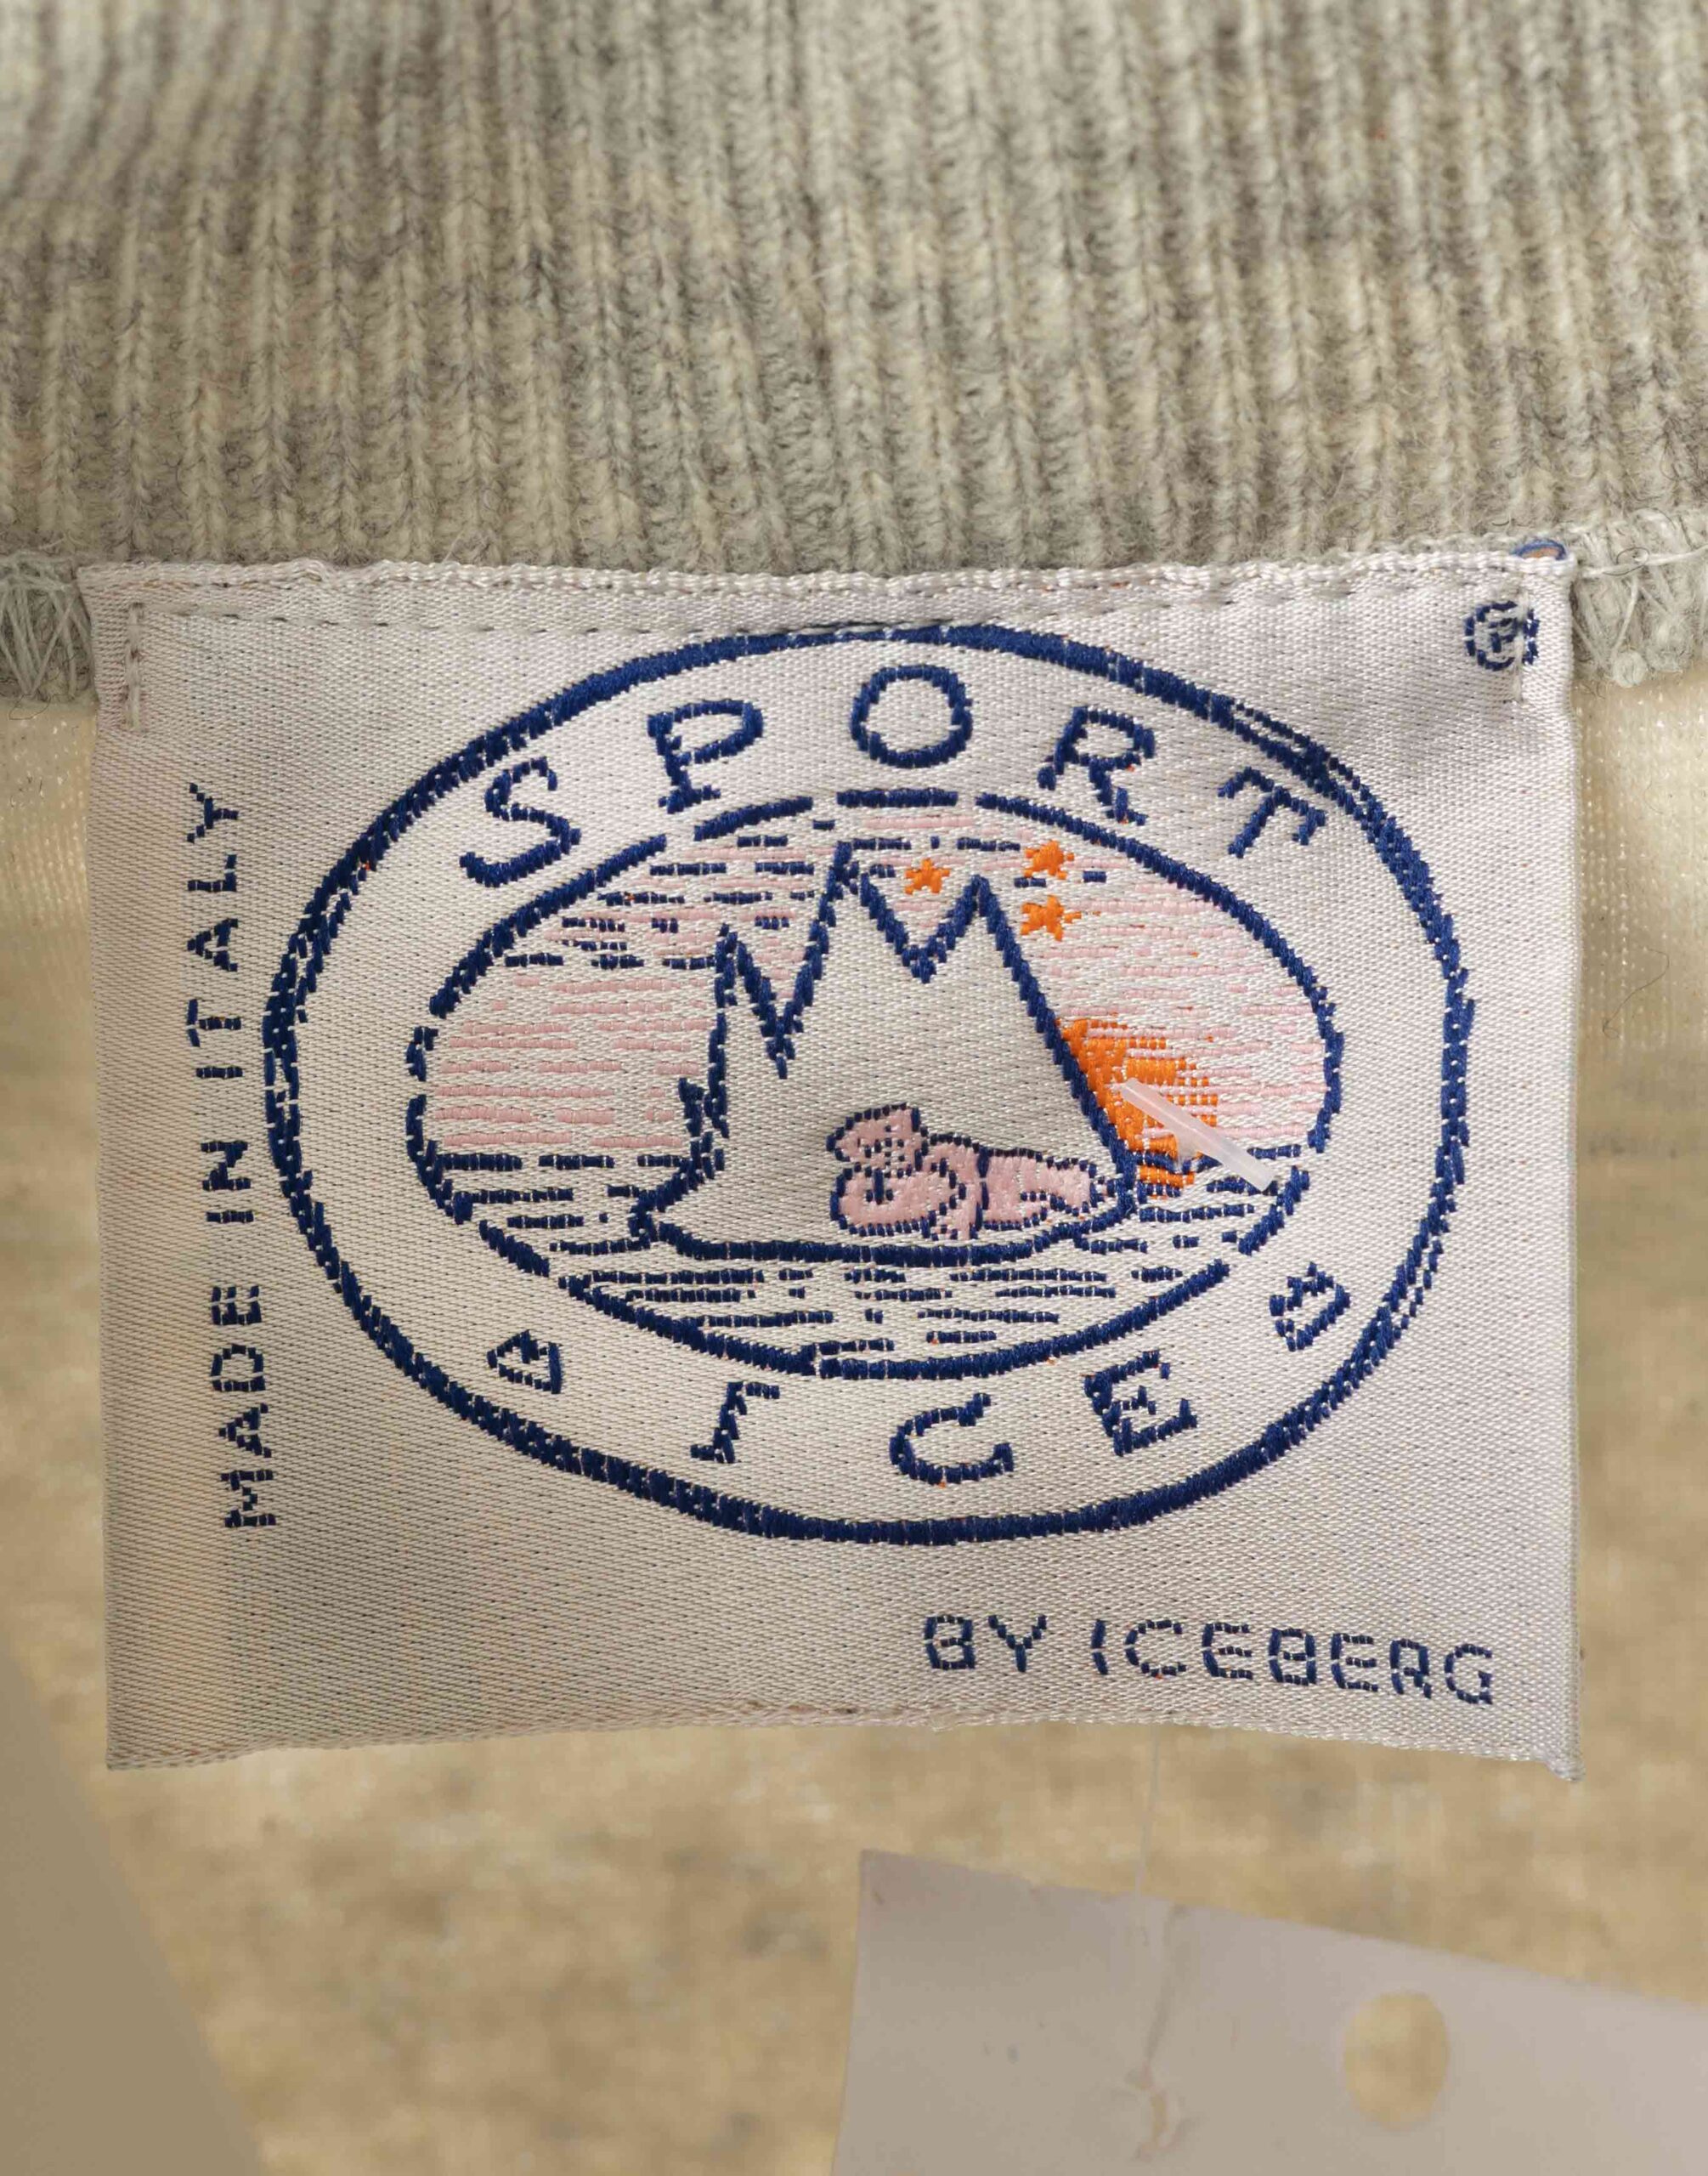 ®
SPORT
ICE
MADE IN ITALY
BY ICEBERG